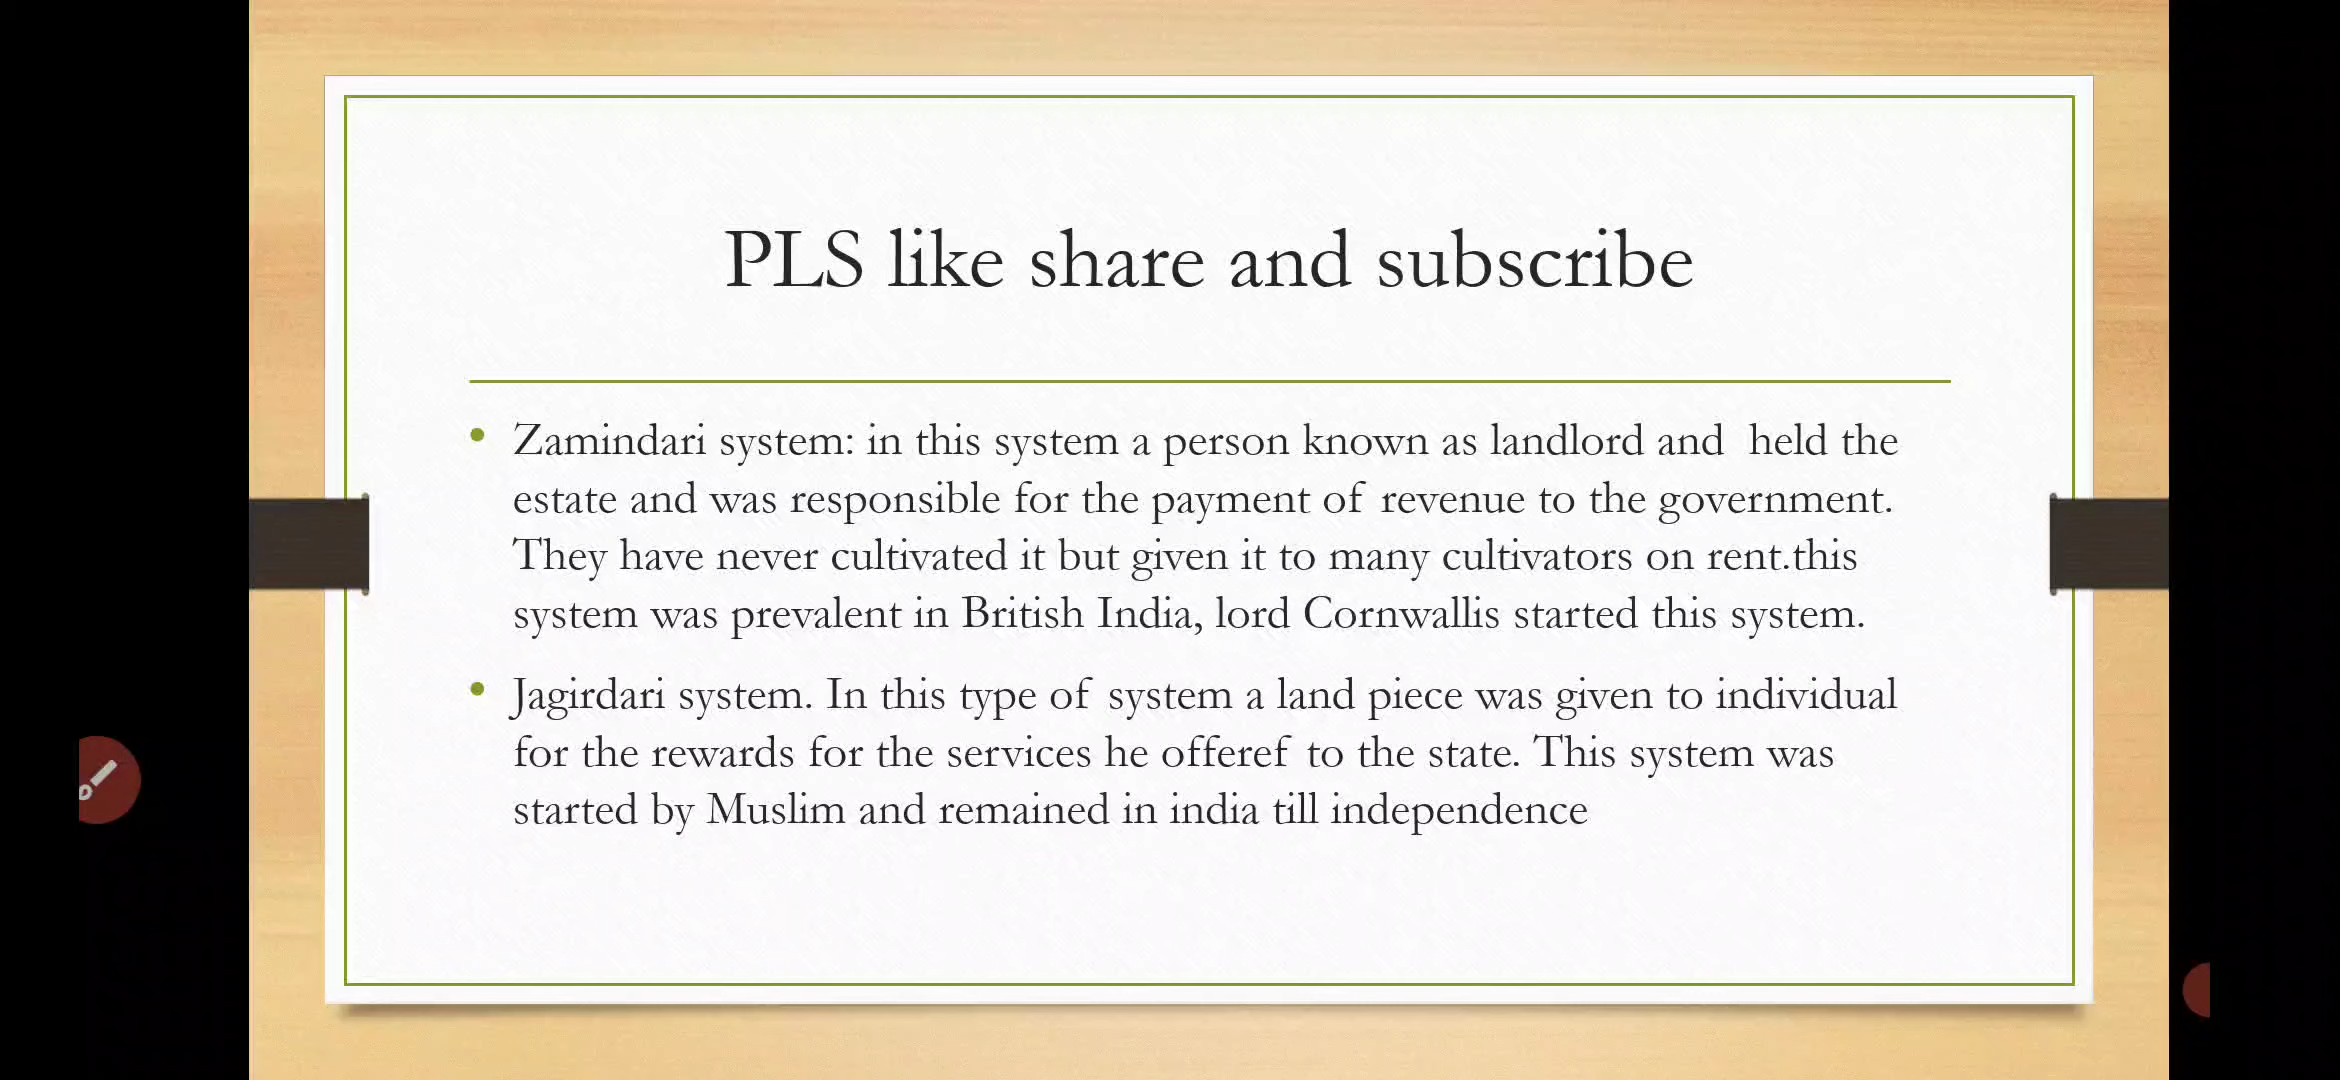 PLS like share and subscribe
• Zamindari system: in this system a person known as landlord and  held the
estate and was responsible for the payment of revenue to the government.
They have never cultivated it but given it to many cultivators on rent.this
system was prevalent in British India, lord Cornwallis started this system.
• Jagirdari system. In this type of system a land piece was given to individual
for the rewards for the services he offeref to the state. This system was
started by Muslim and remained in india till independence